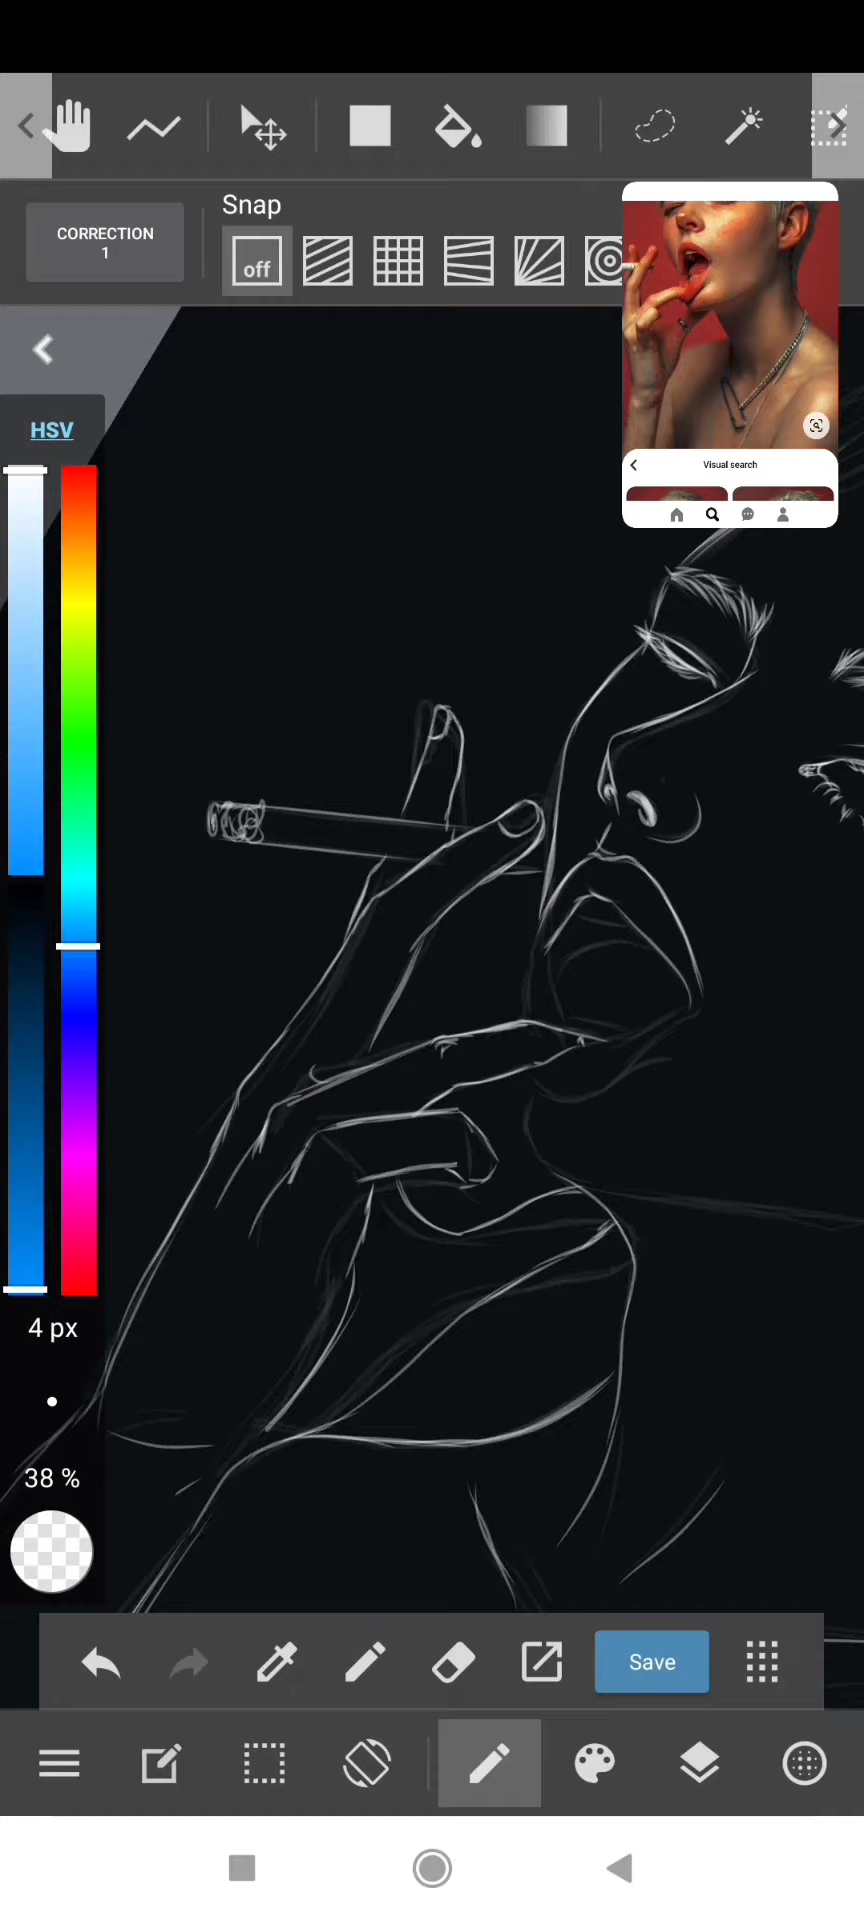 Snap
CORRECTION
1
off
Visual search
HSV
4 px
38 %
Save